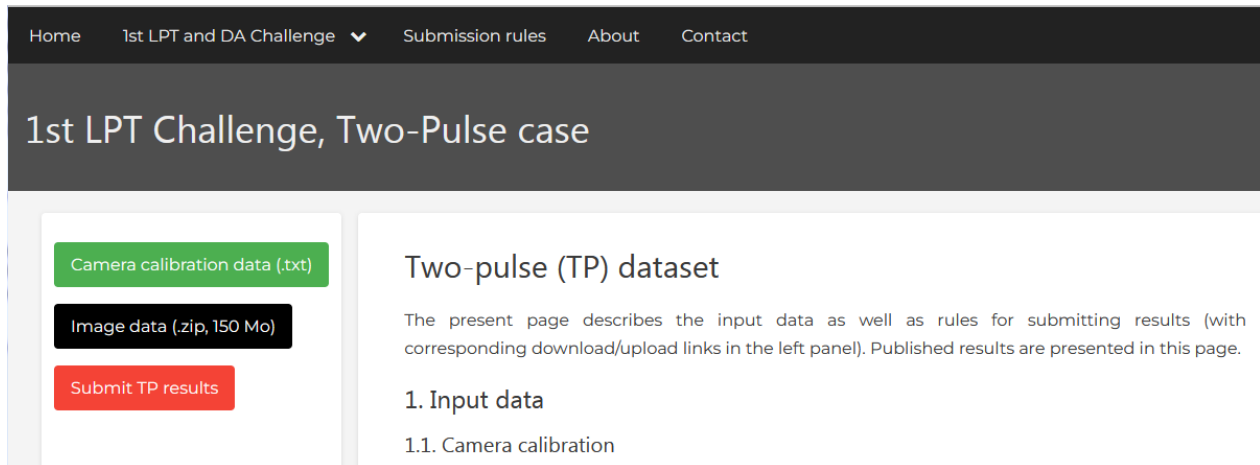 Home 1st LPT and DA Challenge Submission rules About Contact
1st LPT Challenge, Two-Pulse case
Camera calibration data (.txt)
Image data (.zip, 150 Mo)
Submit TP results
Two-pulse (TP) dataset
The present page describes the input data as well as rules for submitting results (with
corresponding download/upload links in the left panel). Published results are presented in this page.
1. Input data
1.1. Camera calibration